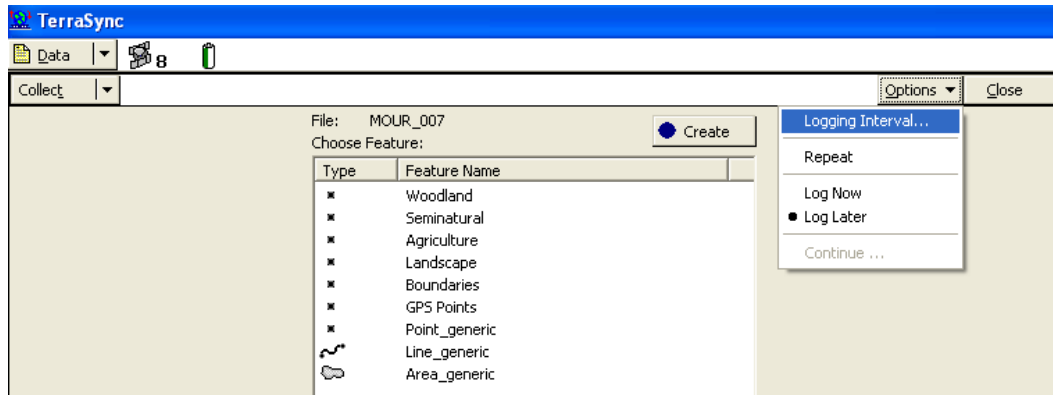 TerraSync
Data 8
Collect Options Close
File: MOUR_007
Create
Choose Feature:
Type Feature Name
Woodland
Seminatural
Agriculture
Landscape
Boundaries
GPS Points
Point_generic
Line_generic
Area_generic
Logging Interval...
Repeat
Log Now
Log Later
Continue ...